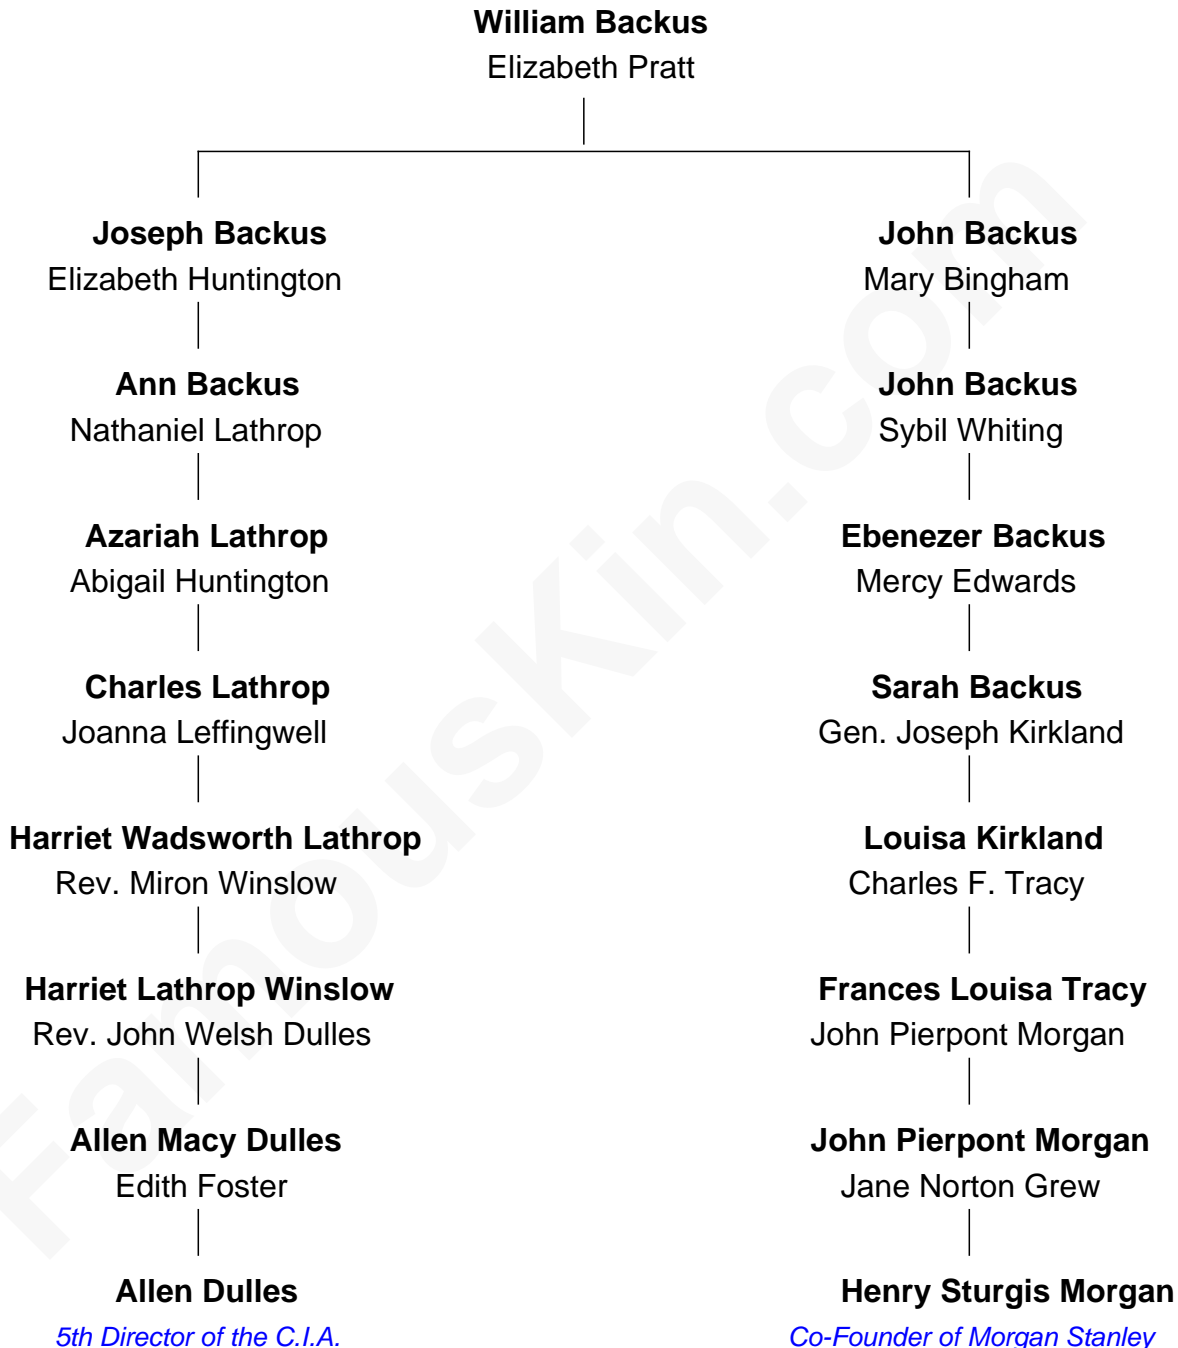 William Backus
Elizabeth Pratt
Joseph Backus
Elizabeth Huntington
John Backus
Mary Bingham
Ann Backus
Nathaniel Lathrop
John Backus
Sybil Whiting
Azariah Lathrop
Abigail Huntington
Ebenezer Backus
Mercy Edwards
Charles Lathrop
Joanna Leffingwell
Sarah Backus
Gen. Joseph Kirkland
Harriet Wadsworth Lathrop
Rev. Miron Winslow
Louisa Kirkland
Charles F. Tracy
Harriet Lathrop Winslow
Rev. John Welsh Dulles
Frances Louisa Tracy
John Pierpont Morgan
Allen Macy Dulles
Edith Foster
John Pierpont Morgan
Jane Norton Grew
Allen Dulles
5th Director of the C.I.A.
Henry Sturgis Morgan
Co-Founder of Morgan Stanley
FamousKin.com